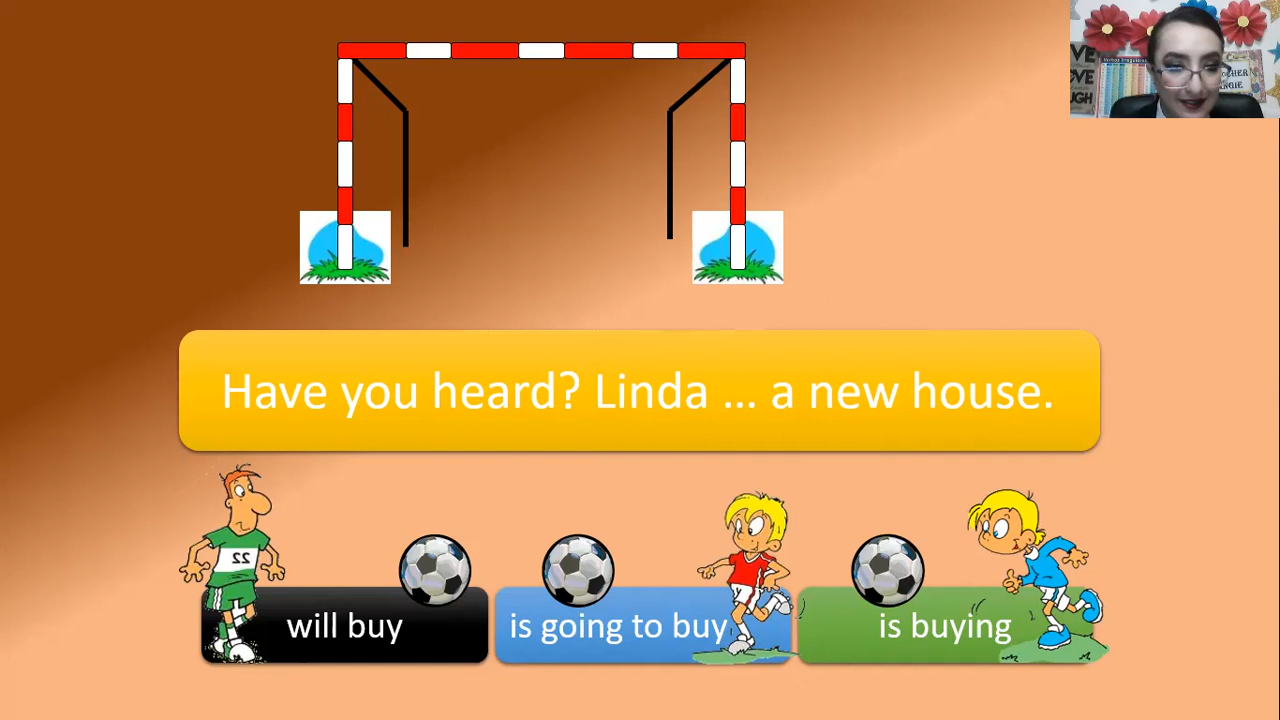 Have you heard? Linda ... a new house.
will buy
is going to buy
is buying
22